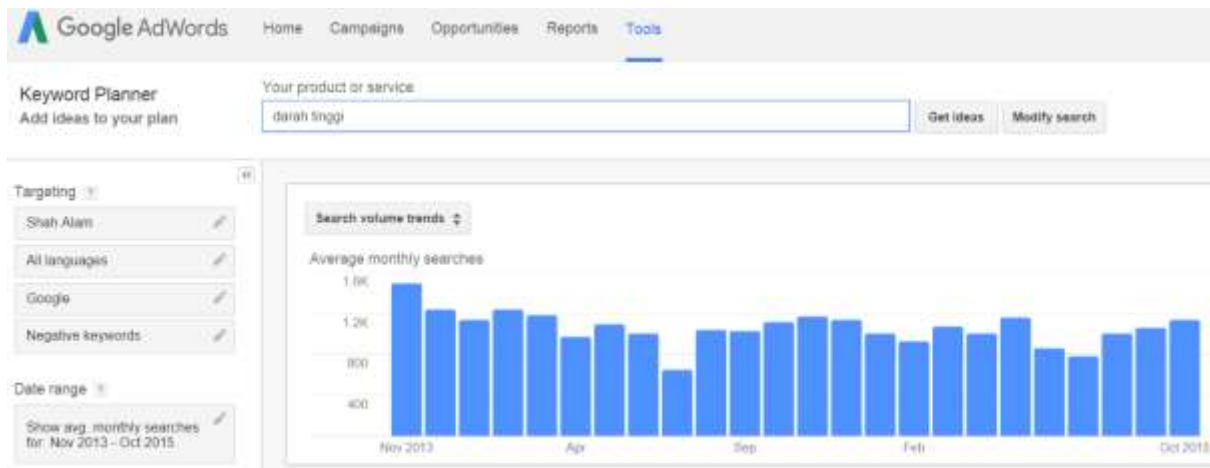 Google AdWords Home Campaigns Opportunities Reports Tools
Keyword Planner
Add ideas to your plan
Your product or service
darah tinggi
Get ideas Modify search
Targeting ?
Shah Alam
All languages
Google
Negative keywords
Date range ?
Show avg. monthly searches
for: Nov 2013 - Oct 2015
Search volume trends
Average monthly searches
1.6K
1.2K
800
400
Nov 2013 Apr Sep Feb Oct 2015